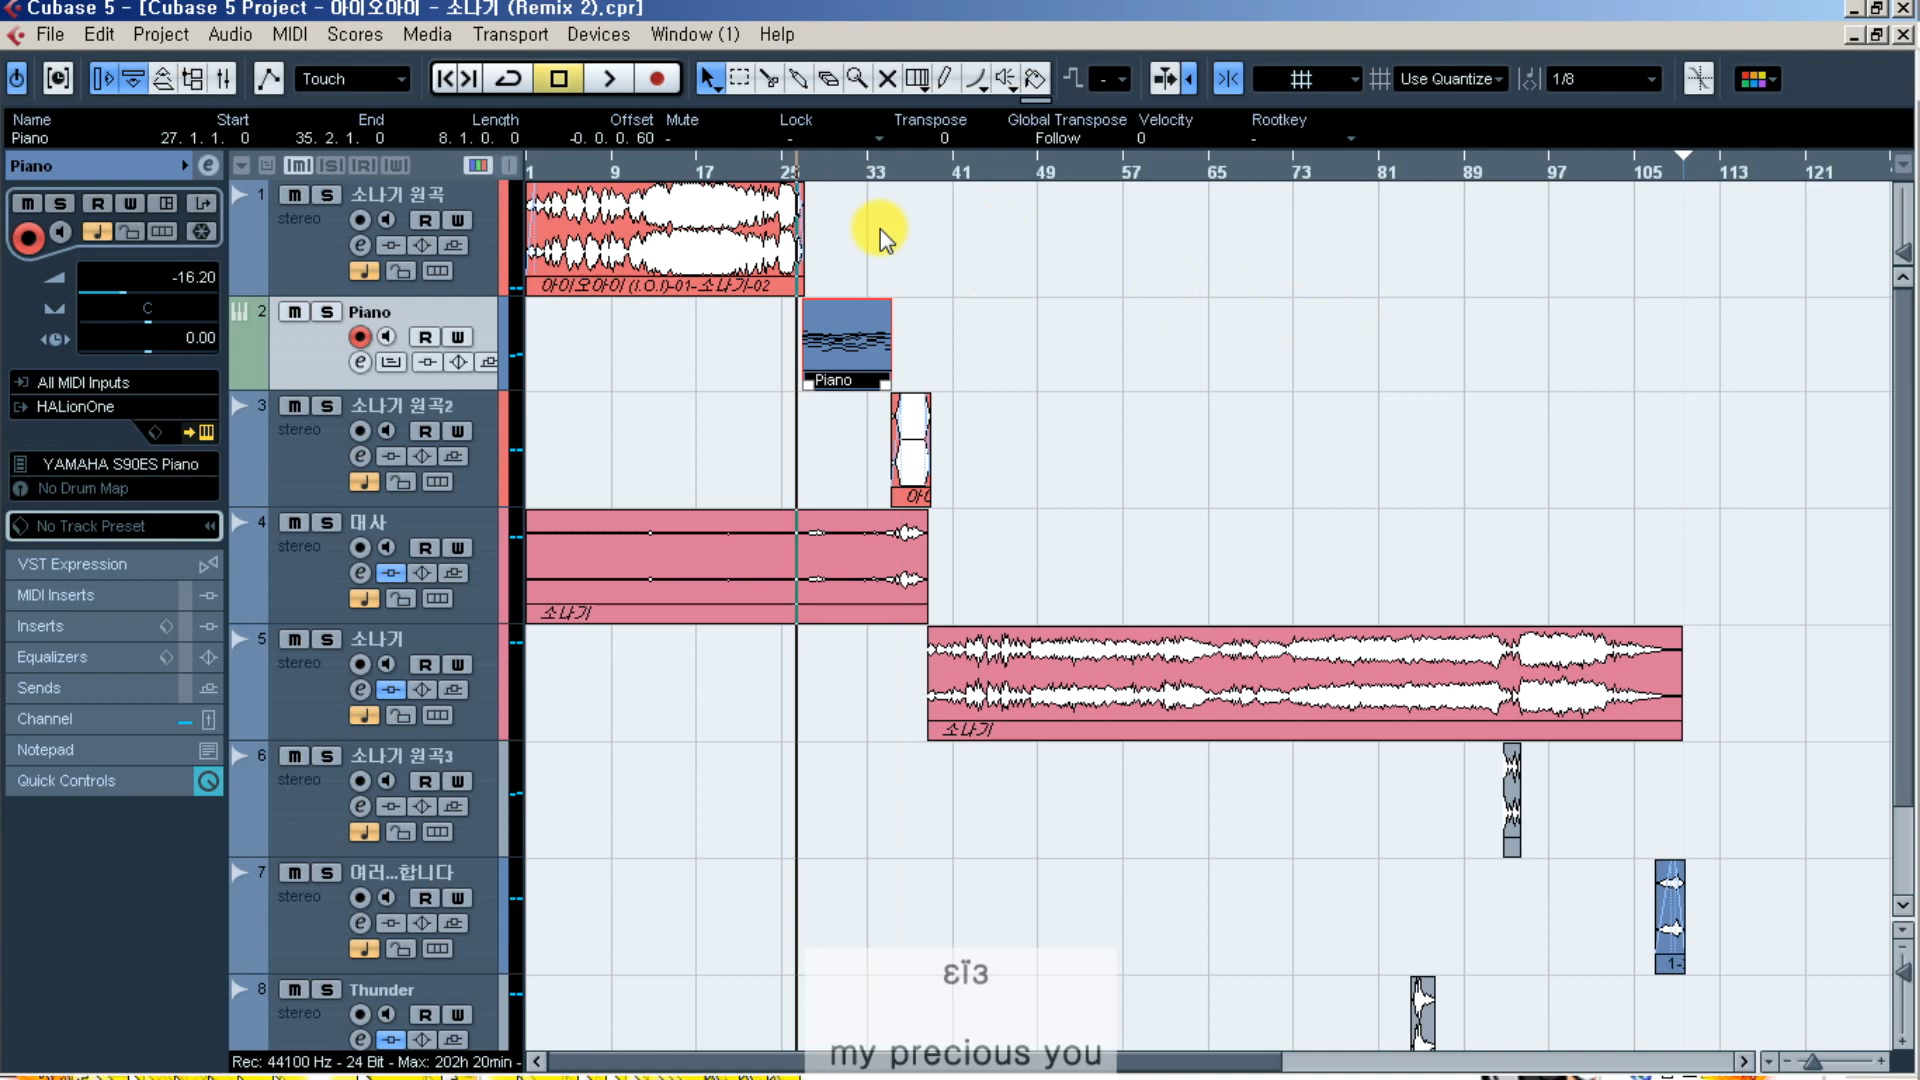 Cubase 5 - [Cubase 5 Project - 아이오아이 - 소나기 (Remix 2).cpr]
File Edit Project Audio MIDI Scores Media Transport Devices Window (1) Help
Touch - Use Quantize 1/8
Name Start End Length Offset Mute Lock Transpose Global Transpose Velocity Rootkey
Piano 27. 1. 1. 0 35. 2. 1. 0 8. 1. 0. 0 -0. 0. 0. 60 - - 0 Follow 0 -
Piano
1 9 17 25 33 41 49 57 65 73 81 89 97 105 113 121
-16.20
C
0.00
All MIDI Inputs
HALionOne
YAMAHA S90ES Piano
No Drum Map
No Track Preset
VST Expression
MIDI Inserts
Inserts
Equalizers
Sends
Channel
Notepad
Quick Controls
1 m S 소나기 원곡
stereo R W
아이오아이 (I.O.I)-01-소나기-02
2 m S Piano
R W
Piano
3 m S 소나기 원곡2
stereo R W
4 m S 대사
stereo R W
소나기
5 m S 소나기
stereo R W
소나기
6 m S 소나기 원곡3
stereo R W
7 m S 여러...합니다
stereo R W
8 m S Thunder
stereo R W
Rec: 44100 Hz - 24 Bit - Max: 202h 20min -
εïз
my precious you